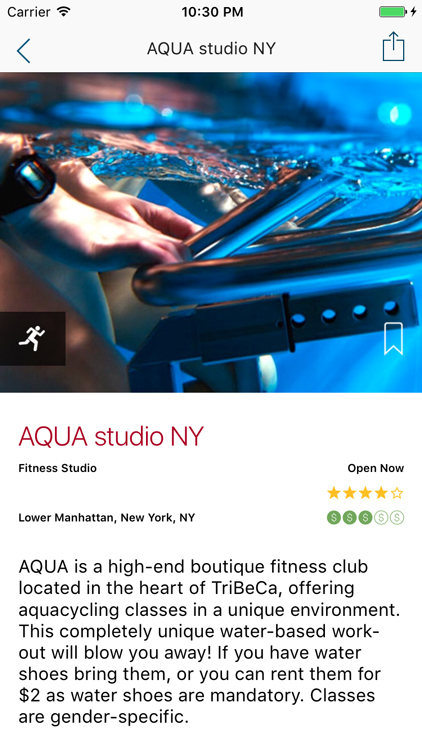 Carrier 10:30 PM
AQUA studio NY
AQUA studio NY
Fitness Studio Open Now
Lower Manhattan, New York, NY
AQUA is a high-end boutique fitness club
located in the heart of TriBeCa, offering
aquacycling classes in a unique environment.
This completely unique water-based work-
out will blow you away! If you have water
shoes bring them, or you can rent them for
$2 as water shoes are mandatory. Classes
are gender-specific.